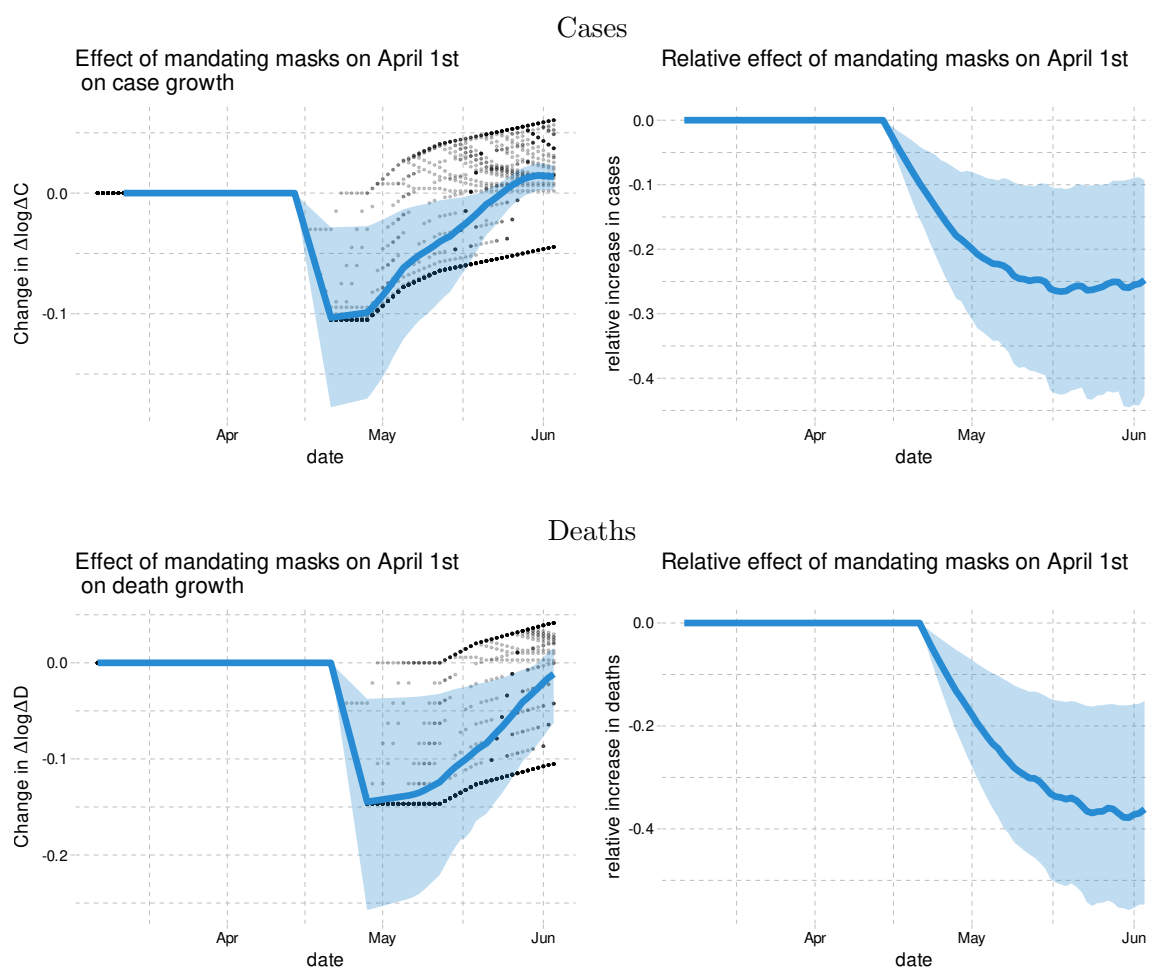 Cases
Effect of mandating masks on April 1st
on case growth
Relative effect of mandating masks on April 1st
Change in ΔlogΔC
0.0
-0.1
Apr
May
Jun
date
relative increase in cases
0.0
-0.1
-0.2
-0.3
-0.4
Apr
May
Jun
date
Deaths
Effect of mandating masks on April 1st
on death growth
Relative effect of mandating masks on April 1st
Change in ΔlogΔD
0.0
-0.1
-0.2
Apr
May
Jun
date
relative increase in deaths
0.0
-0.2
-0.4
Apr
May
Jun
date